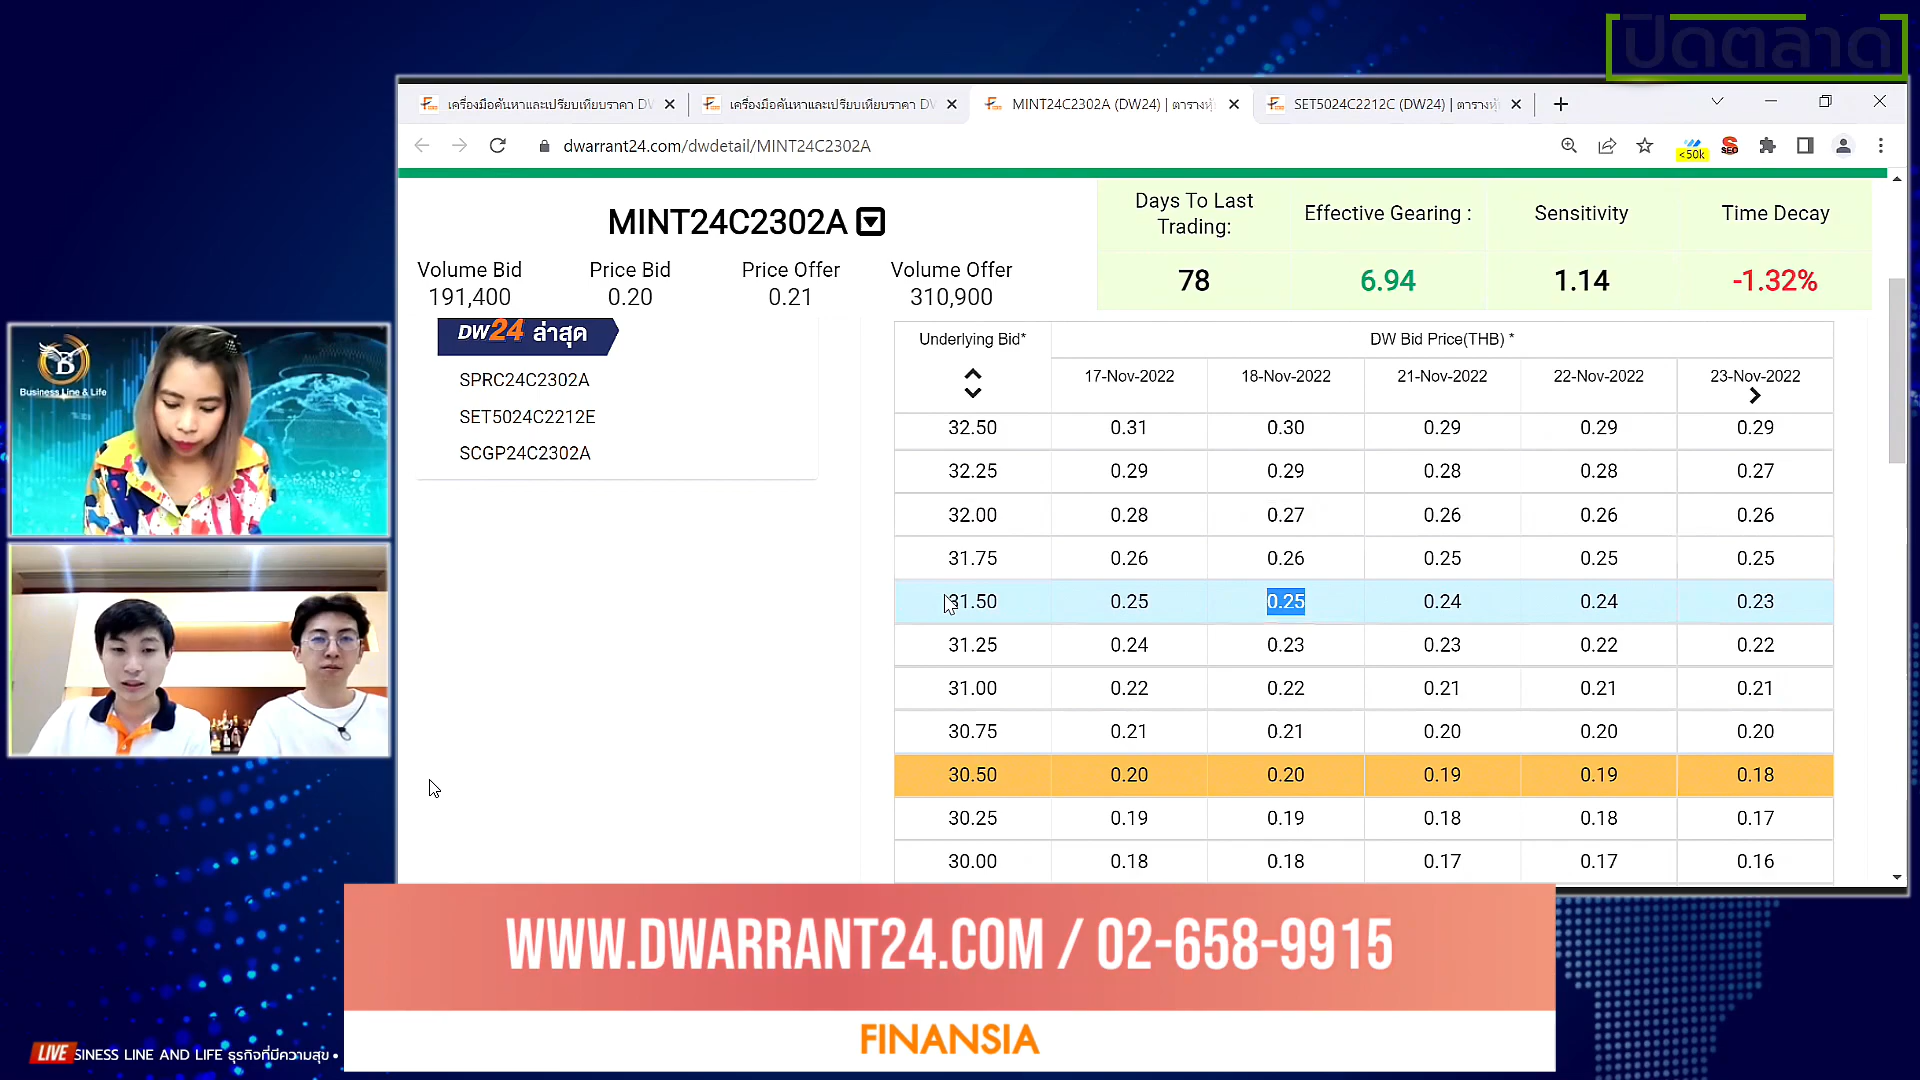 ปิดตลาด
เครื่องมือค้นหาและเปรียบเทียบราคา DW
เครื่องมือค้นหาและเปรียบเทียบราคา DW
MINT24C2302A (DW24) | ตารางหุ้
SET5024C2212C (DW24) | ตารางหุ้
dwarrant24.com/dwdetail/MINT24C2302A
<50k
SEO
MINT24C2302A
Volume Bid Price Bid Price Offer Volume Offer
191,400 0.20 0.21 310,900
Days To Last Trading: Effective Gearing : Sensitivity Time Decay
78 6.94 1.14 -1.32%
DW24 ล่าสุด
SPRC24C2302A
SET5024C2212E
SCGP24C2302A
Underlying Bid* DW Bid Price(THB) *
17-Nov-2022 18-Nov-2022 21-Nov-2022 22-Nov-2022 23-Nov-2022
32.50 0.31 0.30 0.29 0.29 0.29
32.25 0.29 0.29 0.28 0.28 0.27
32.00 0.28 0.27 0.26 0.26 0.26
31.75 0.26 0.26 0.25 0.25 0.25
31.50 0.25 0.25 0.24 0.24 0.23
31.25 0.24 0.23 0.23 0.22 0.22
31.00 0.22 0.22 0.21 0.21 0.21
30.75 0.21 0.21 0.20 0.20 0.20
30.50 0.20 0.20 0.19 0.19 0.18
30.25 0.19 0.19 0.18 0.18 0.17
30.00 0.18 0.18 0.17 0.17 0.16
B
Business Line & Life
WWW.DWARRANT24.COM / 02-658-9915
FINANSIA
LIVE SINESS LINE AND LIFE ธุรกิจที่มีความสุข •